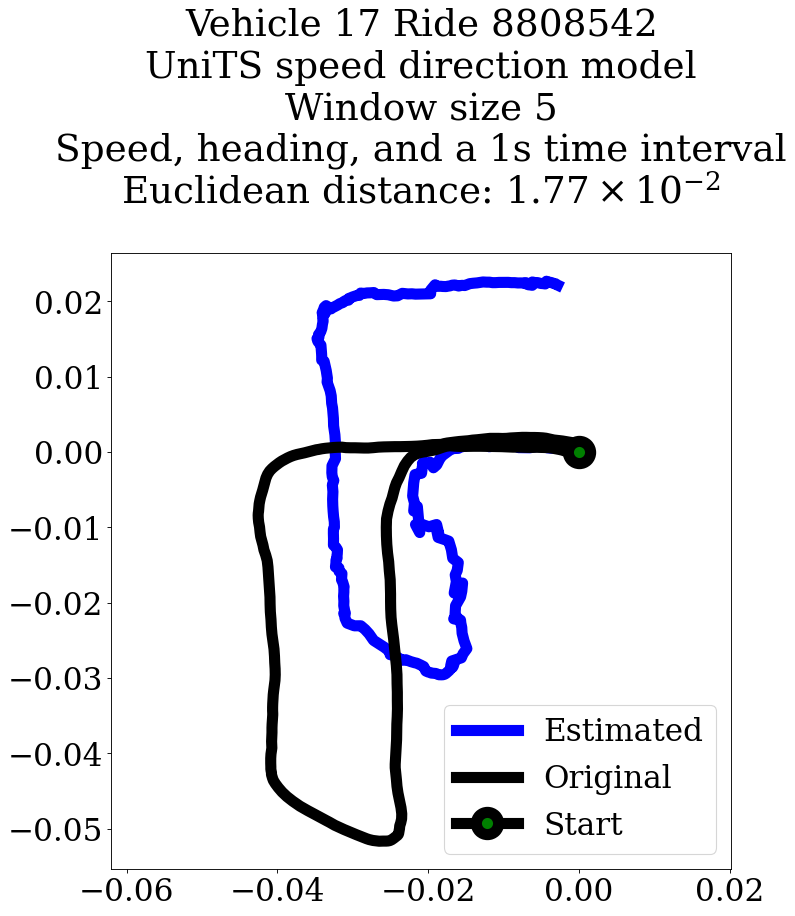 Vehicle 17 Ride 8808542
UniTS speed direction model
Window size 5
Speed, heading, and a 1s time interval
Euclidean distance: 1.77 × 10⁻²
0.02
0.01
0.00
−0.01
−0.02
−0.03
−0.04
−0.05
Estimated
Original
Start
−0.06 −0.04 −0.02 0.00 0.02